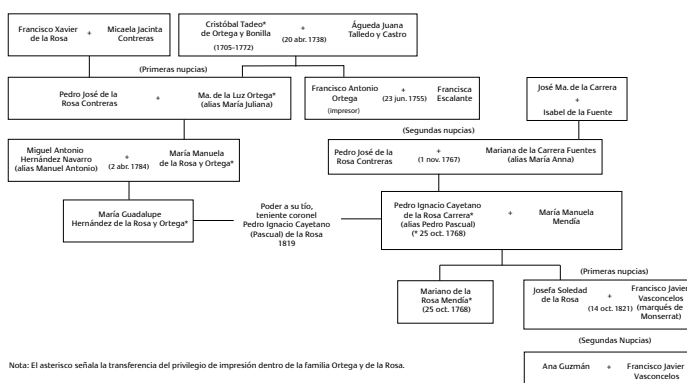 Francisco Xavier
de la Rosa
+
Micaela Jacinta
Contreras
Cristóbal Tadeo*
de Ortega y Bonilla
(1705–1772)
+
(20 abr. 1738)
Águeda Juana
Talledo y Castro
(Primeras nupcias)
Pedro José de la
Rosa Contreras
+
Ma. de la Luz Ortega*
(alias María Juliana)
Francisco Antonio
Ortega
(impresor)
+
(23 jun. 1755)
Francisca
Escalante
José Ma. de la Carrera
+
Isabel de la Fuente
(Segundas nupcias)
Miguel Antonio
Hernández Navarro
(alias Manuel Antonio)
+
(2 abr. 1784)
María Manuela
de la Rosa y Ortega*
Pedro José de la
Rosa Contreras
+
(1 nov. 1767)
Mariana de la Carrera Fuentes
(alias María Anna)
María Guadalupe
Hernández de la Rosa y Ortega*
Poder a su tío,
teniente coronel
Pedro Ignacio Cayetano
(Pascual) de la Rosa
1819
Pedro Ignacio Cayetano
de la Rosa Carrera*
(alias Pedro Pascual)
(* 25 oct. 1768)
+
María Manuela
Mendía
(Primeras nupcias)
Mariano de la
Rosa Mendía*
(25 oct. 1768)
Josefa Soledad
de la Rosa
+
(14 oct. 1821)
Francisco Javier
Vasconcelos
(marqués de
Monserrat)
(Segundas Nupcias)
Ana Guzmán
+
Francisco Javier
Vasconcelos
Nota: El asterisco señala la transferencia del privilegio de impresión dentro de la familia Ortega y de la Rosa.